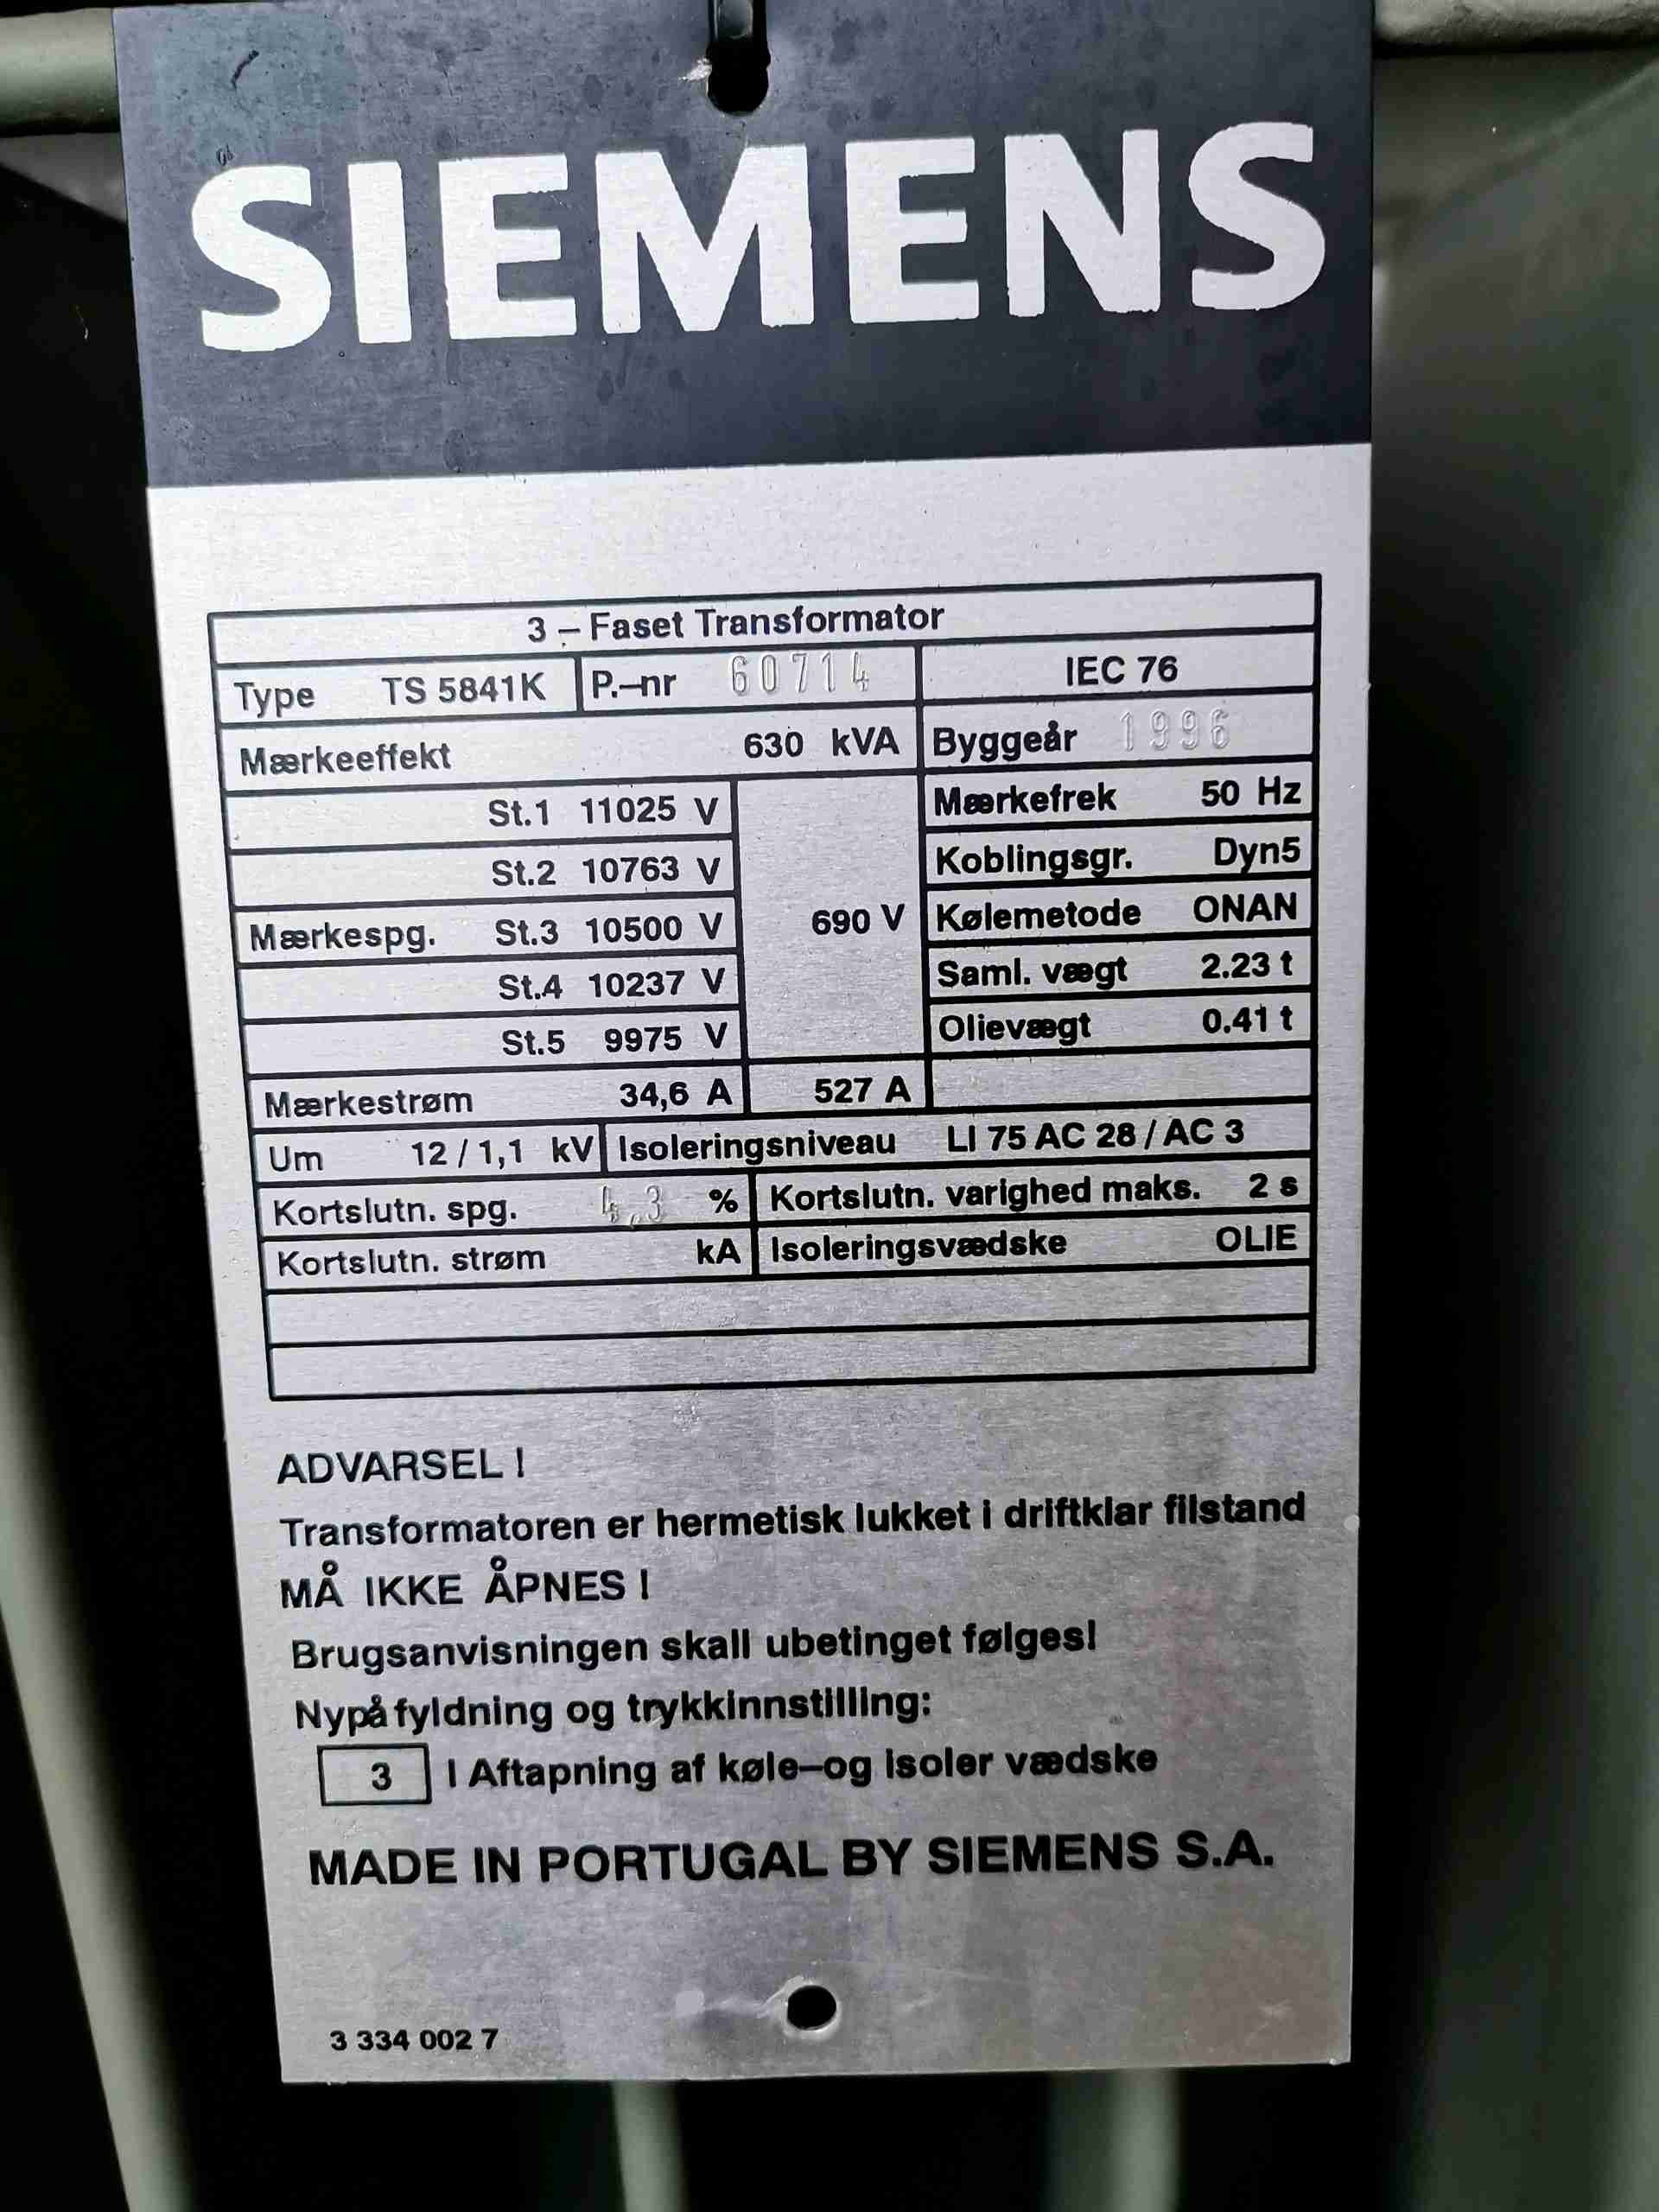 SIEMENS
3 – Faset Transformator
Type TS 5841K P.–nr 60714 IEC 76
Mærkeeffekt 630 kVA Byggeår 1996
St.1 11025 V Mærkefrek 50 Hz
St.2 10763 V Koblingsgr. Dyn5
Mærkespg. St.3 10500 V 690 V Kølemetode ONAN
St.4 10237 V Saml. vægt 2.23 t
St.5 9975 V Olievægt 0.41 t
Mærkestrøm 34,6 A 527 A
Um 12 / 1,1 kV Isoleringsniveau LI 75 AC 28 / AC 3
Kortslutn. spg. 4,3 % Kortslutn. varighed maks. 2 s
Kortslutn. strøm kA Isoleringsvædske OLIE
ADVARSEL !
Transformatoren er hermetisk lukket i driftklar filstand
MÅ IKKE ÅPNES !
Brugsanvisningen skall ubetinget følges!
Nypåfyldning og trykkinnstilling:
3 I Aftapning af køle–og isoler vædske
MADE IN PORTUGAL BY SIEMENS S.A.
3 334 002 7